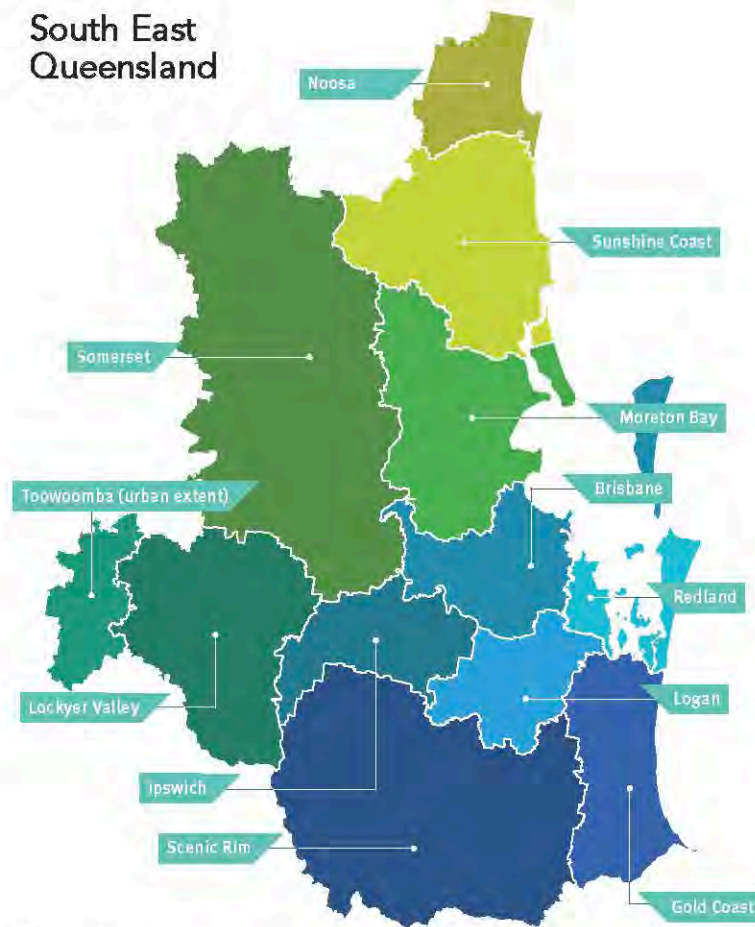 South East
Queensland
Noosa
Sunshine Coast
Somerset
Moreton Bay
Toowoomba (urban extent)
Brisbane
Redland
Lockyer Valley
Logan
Ipswich
Scenic Rim
Gold Coast